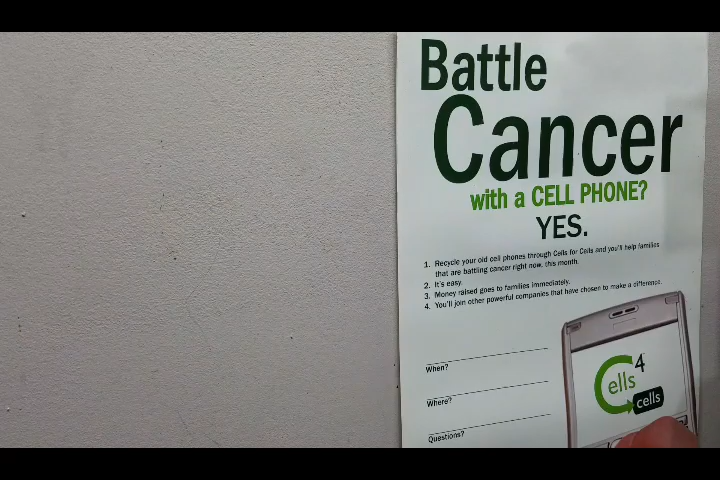 Battle
Cancer
with a CELL PHONE?
YES.
1. Recycle your old cell phones through Cells for Cells and you'll help families
that are battling cancer right now, this month.
2. It's easy.
3. Money raised goes to families immediately.
4. You'll join other powerful companies that have chosen to make a difference.
When?
Where?
Questions?
Cells 4
cells